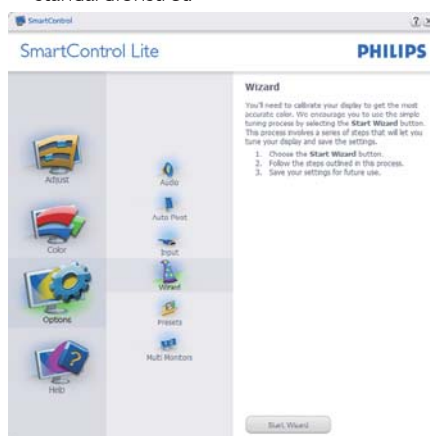 SmartControl
SmartControl Lite
PHILIPS
Adjust
Color
Options
Help
Audio
Auto Pivot
Input
Wizard
Presets
Multi Monitors
Wizard
You'll need to calibrate your display to get the most
accurate color. We encourage you to use the simple
tuning process by selecting the Start Wizard button.
This process involves a series of steps that will let you
tune your display and save the settings.
1. Choose the Start Wizard button.
2. Follow the steps outlined in this process.
3. Save your settings for future use.
Start Wizard